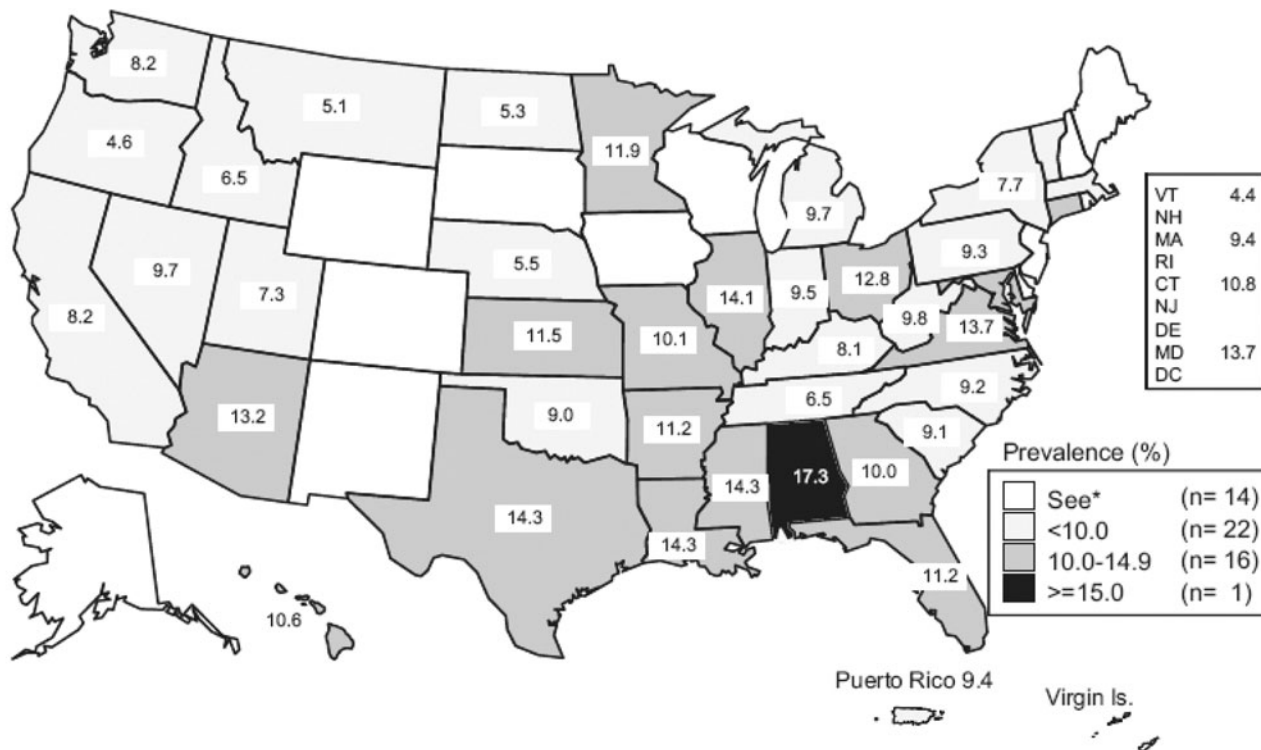 8.2
5.1
5.3
11.9
4.6
6.5
7.7
9.7
VT 4.4
NH
MA 9.4
RI
CT 10.8
NJ
DE
MD 13.7
DC
9.7
7.3
5.5
14.1
9.5
12.8
9.3
8.2
11.5
10.1
9.8
13.7
8.1
13.2
9.0
11.2
6.5
9.2
9.1
14.3
14.3
17.3
10.0
14.3
11.2
Prevalence (%)
See* (n= 14)
<10.0 (n= 22)
10.0-14.9 (n= 16)
>=15.0 (n= 1)
10.6
Puerto Rico 9.4
Virgin Is.